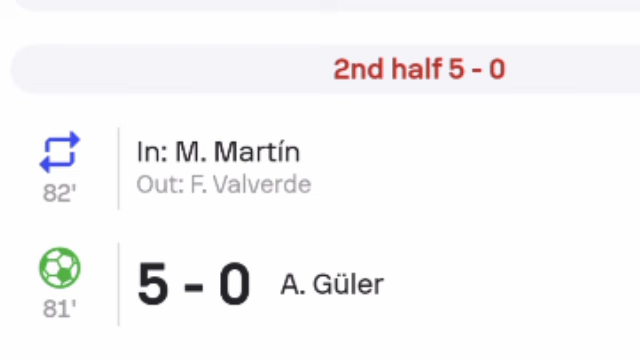 2nd half 5 - 0
In: M. Martín
Out: F. Valverde
82'
5 - 0 A. Güler
81'